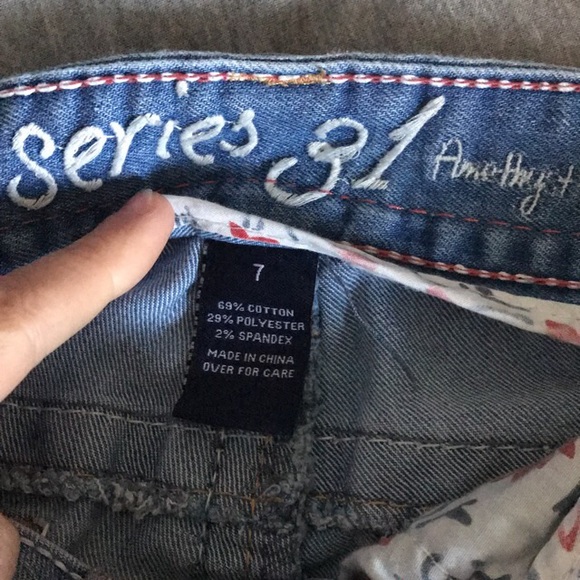 series 31 Amethyst
7
69% COTTON
29% POLYESTER
2% SPANDEX
MADE IN CHINA
OVER FOR CARE